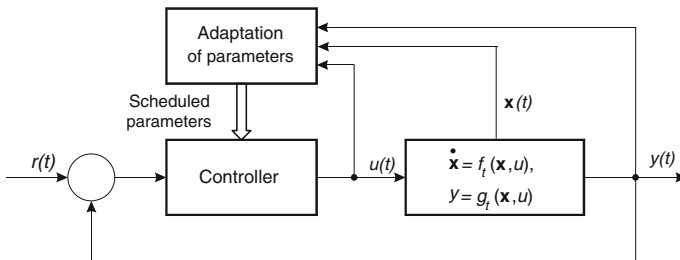 Adaptation
of parameters
Scheduled
parameters
x(t)
r(t)
Controller
u(t)
ẋ = f_t (x,u),
y = g_t (x,u)
y(t)